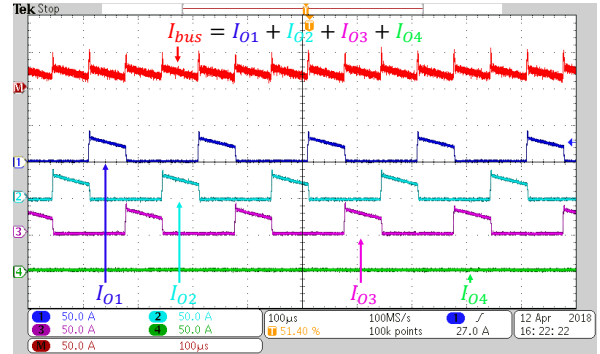 Tek Stop
T
I_bus = I_O1 + I_O2 + I_O3 + I_O4
T
M
1
2
3
4
I_O1 I_O2 I_O3 I_O4
1 50.0 A 2 50.0 A
3 50.0 A 4 50.0 A
M 50.0 A 100µs
100µs 100MS/s 1 ∫ 12 Apr 2018
T 51.40 % 100k points 27.0 A 16:22:22